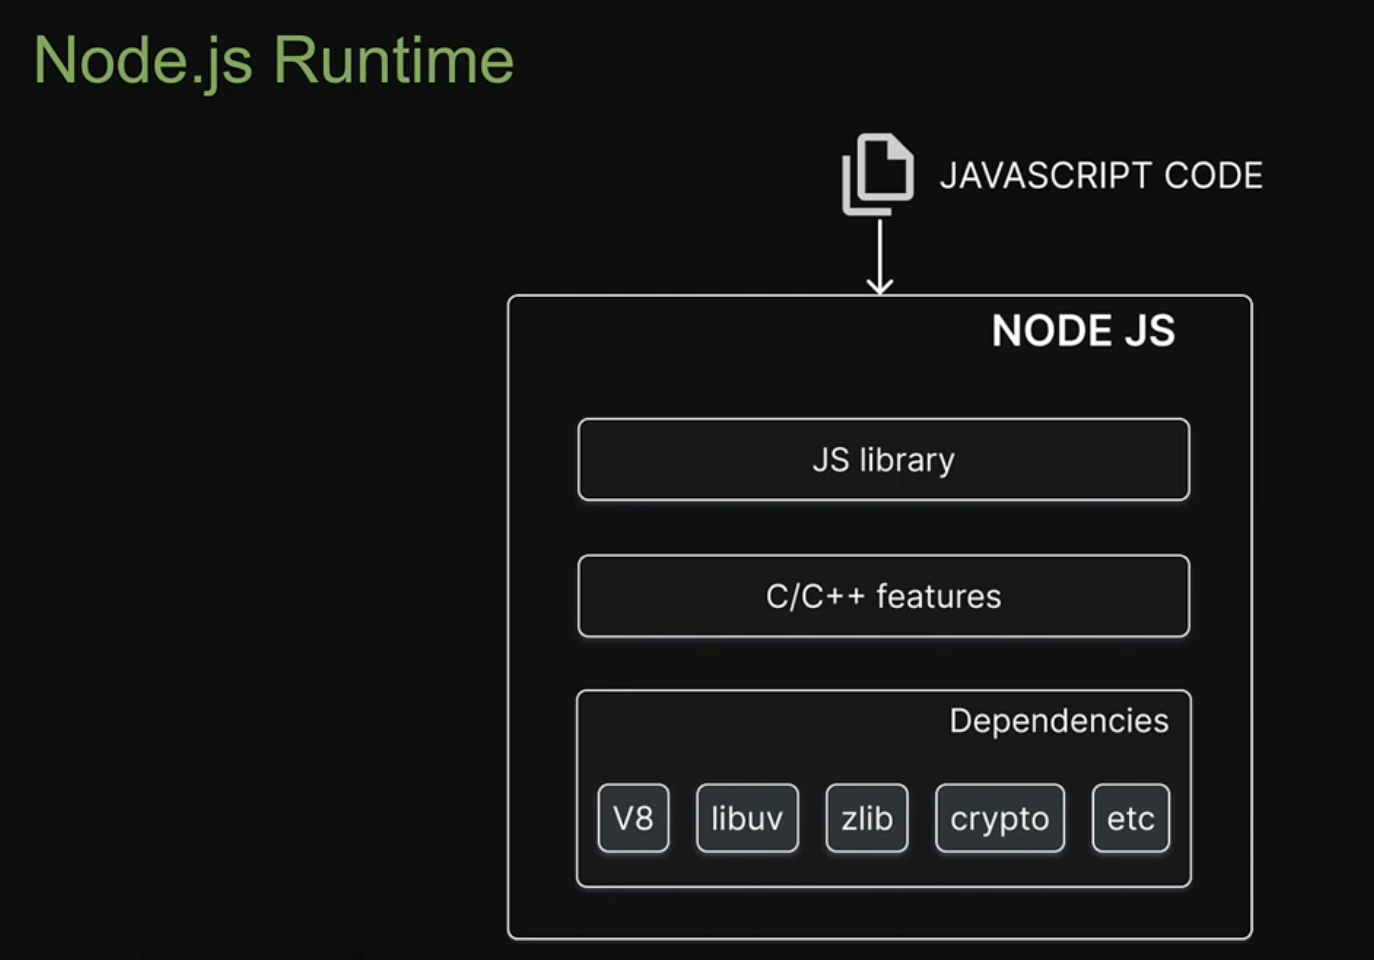 Node.js Runtime
JAVASCRIPT CODE
NODE JS
JS library
C/C++ features
Dependencies
V8
libuv
zlib
crypto
etc